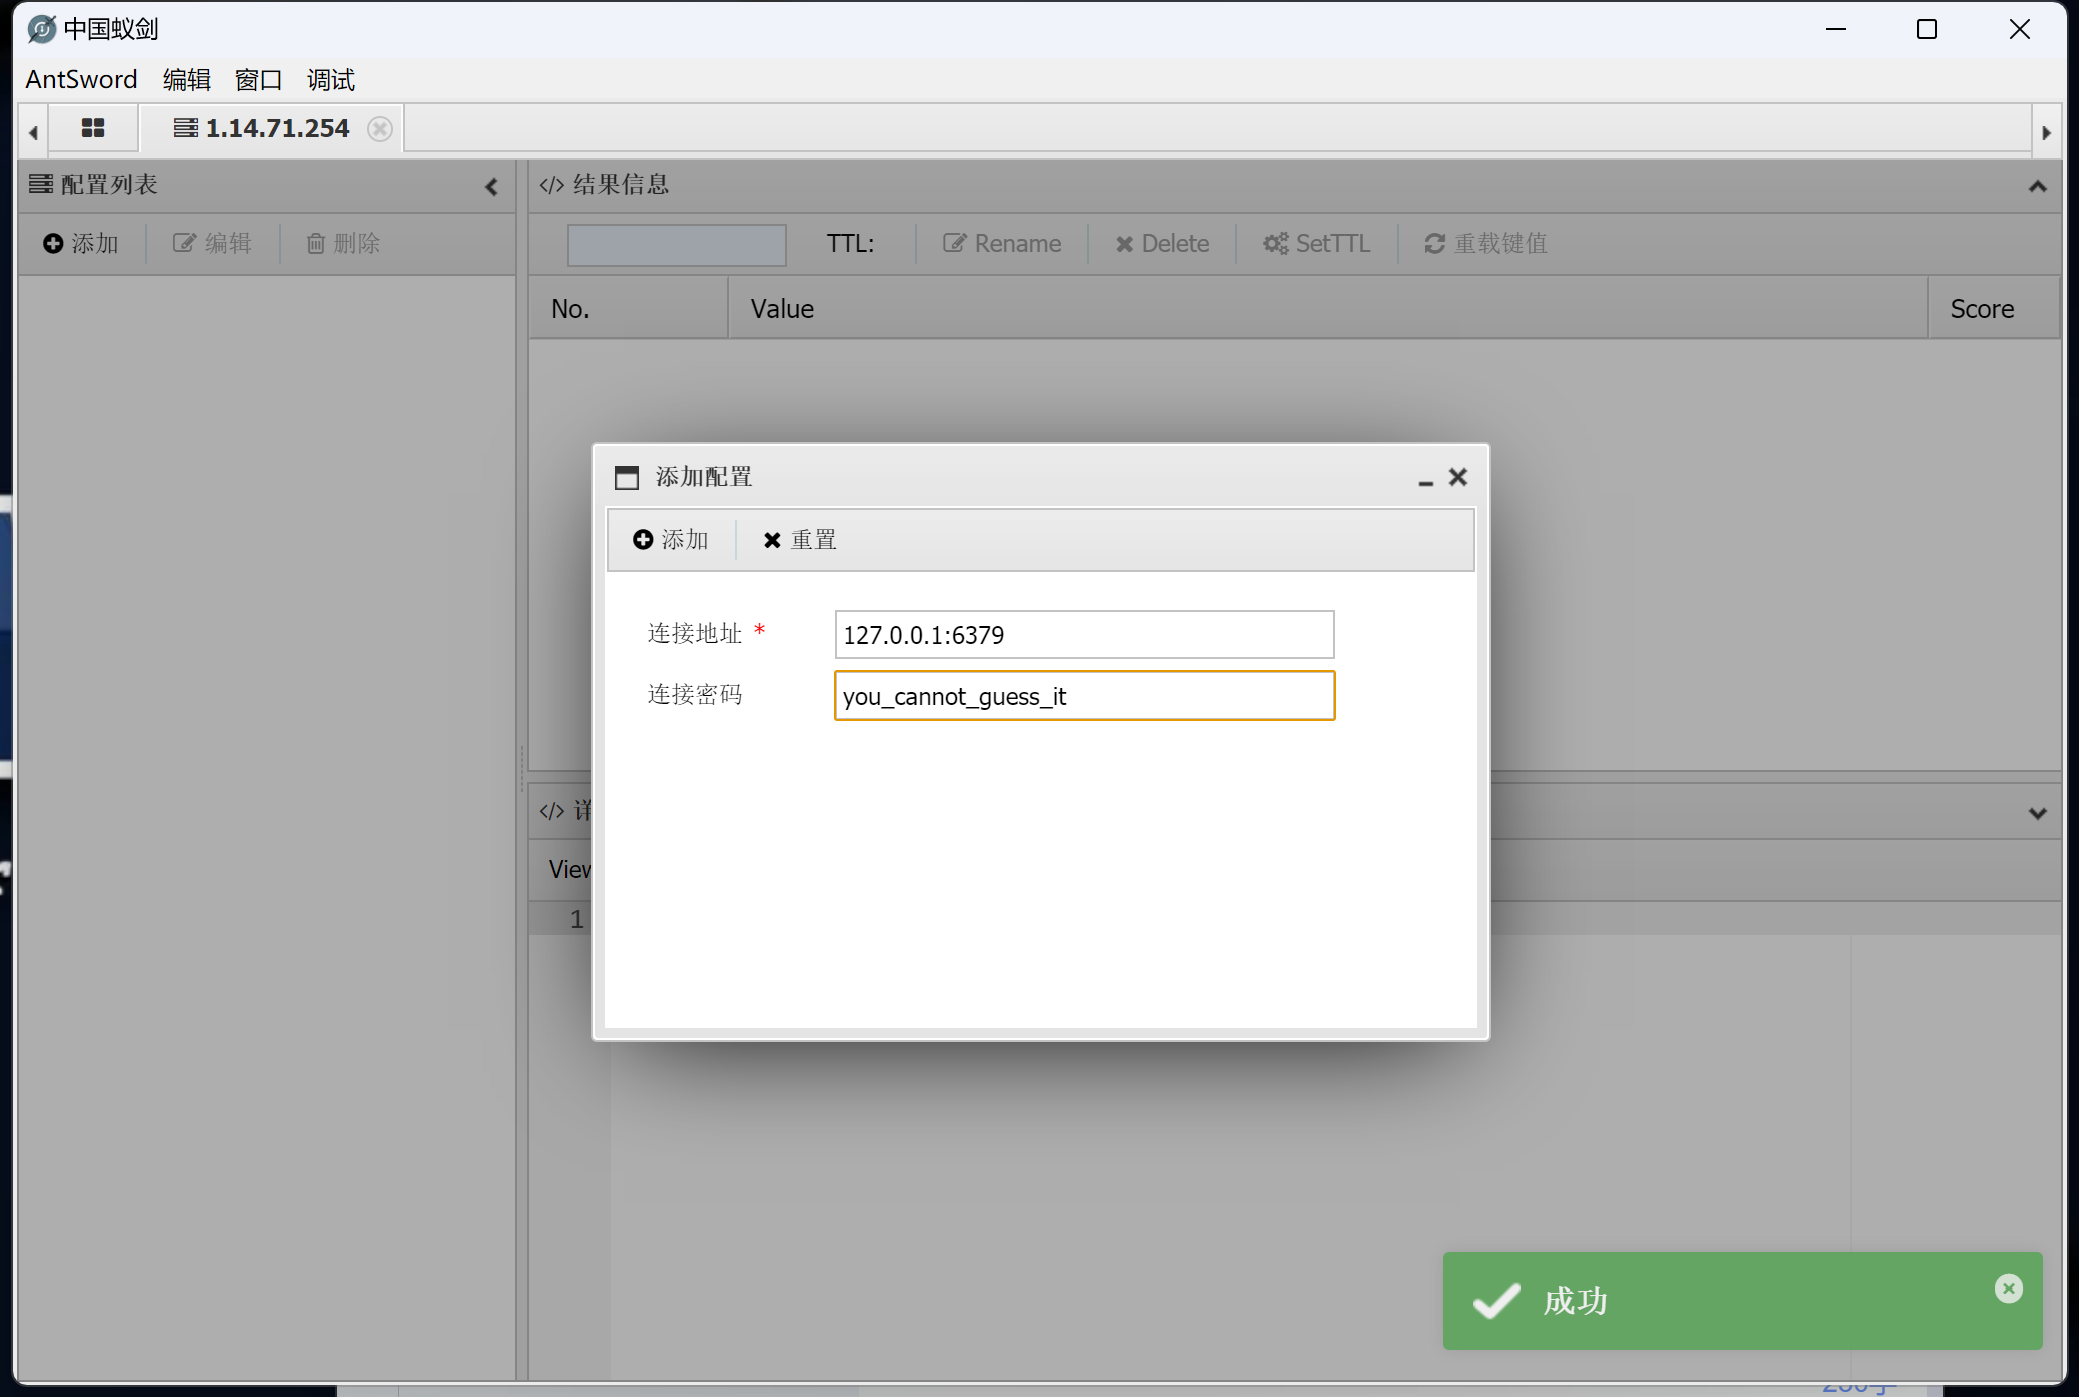 中国蚁剑
AntSword 编辑 窗口 调试
1.14.71.254
配置列表
添加 编辑 删除
</> 结果信息
TTL: Rename Delete SetTTL 重载键值
No. Value Score
添加配置
添加 重置
连接地址 * 127.0.0.1:6379
连接密码 you_cannot_guess_it
</> 详
View
1
成功